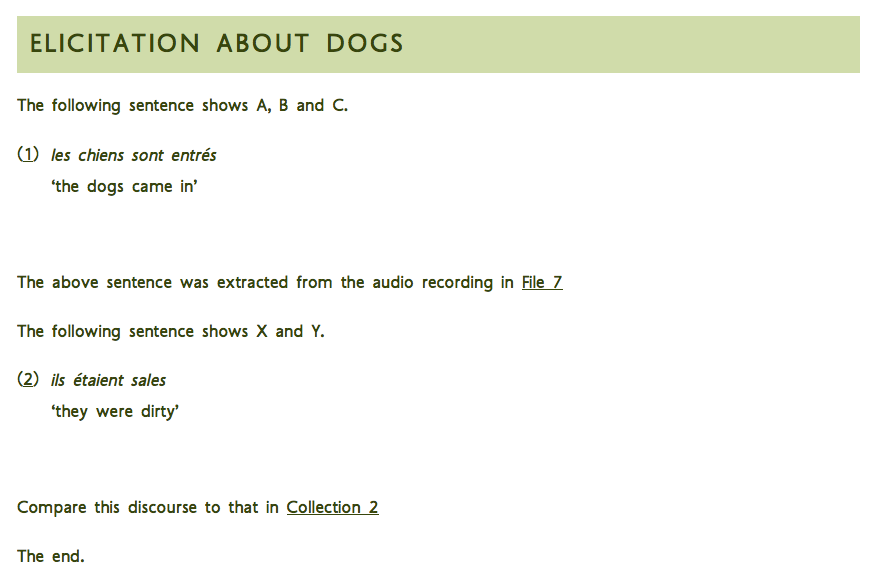 ELICITATION ABOUT DOGS
The following sentence shows A, B and C.
(1) les chiens sont entrés
‘the dogs came in’
The above sentence was extracted from the audio recording in File 7
The following sentence shows X and Y.
(2) ils étaient sales
‘they were dirty’
Compare this discourse to that in Collection 2
The end.